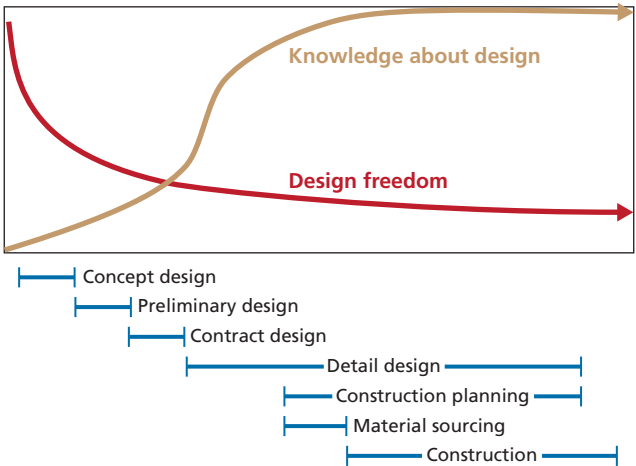 Knowledge about design
Design freedom
Concept design
Preliminary design
Contract design
Detail design
Construction planning
Material sourcing
Construction